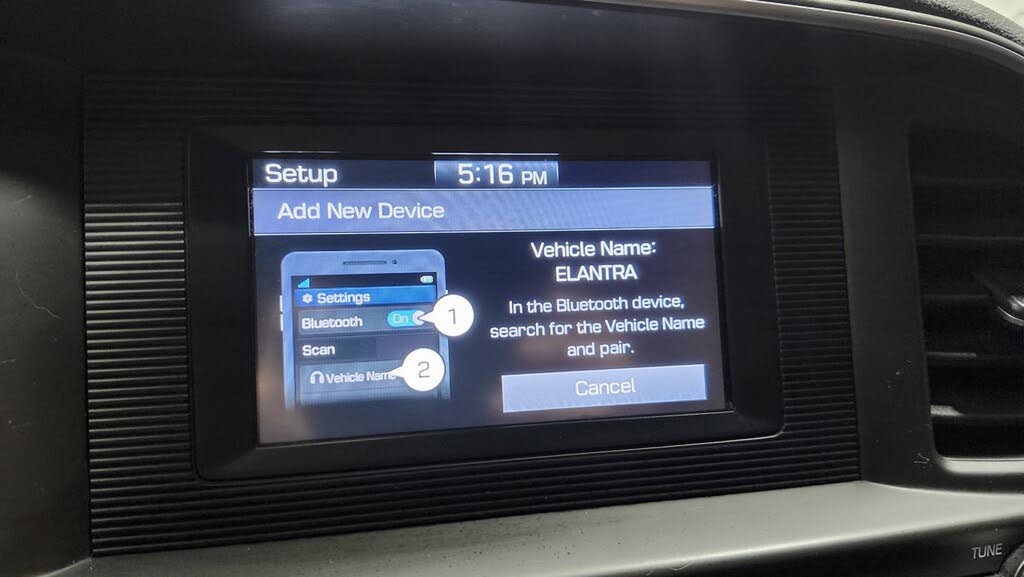 Setup
5:16 PM
Add New Device
Settings
Bluetooth On 1
Scan
Vehicle Name 2
Vehicle Name:
ELANTRA
In the Bluetooth device,
search for the Vehicle Name
and pair.
Cancel
TUNE